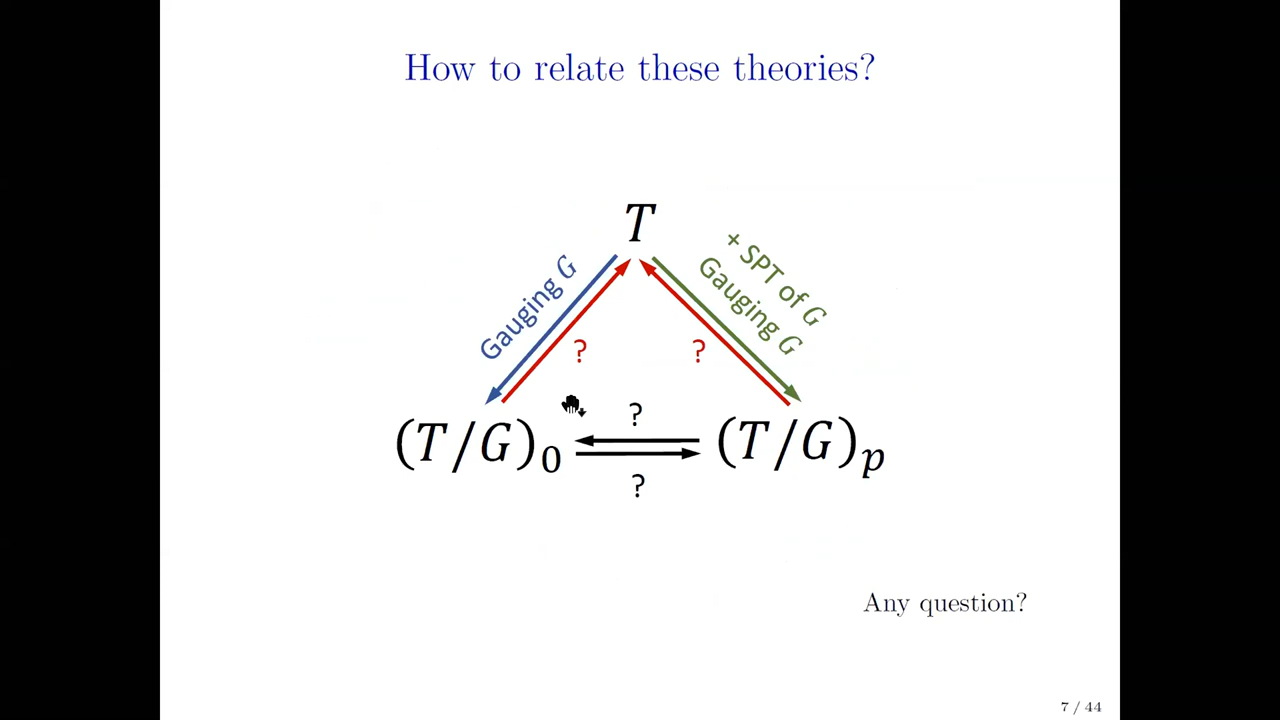 How to relate these theories?
T
Gauging G
+ SPT of G
Gauging G
?
?
(T/G)₀
?
?
(T/G)ₚ
Any question?
7 / 44